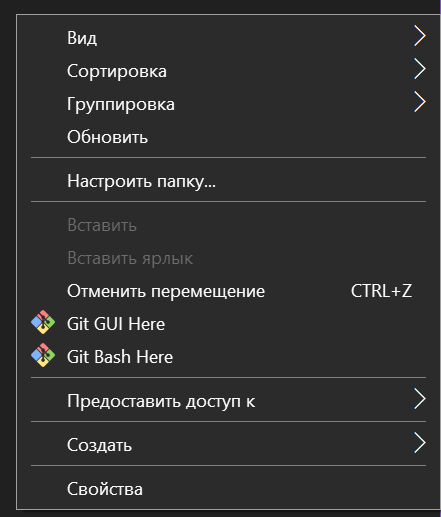 Вид
Сортировка
Группировка
Обновить
Настроить папку...
Вставить
Вставить ярлык
Отменить перемещение CTRL+Z
Git GUI Here
Git Bash Here
Предоставить доступ к
Создать
Свойства